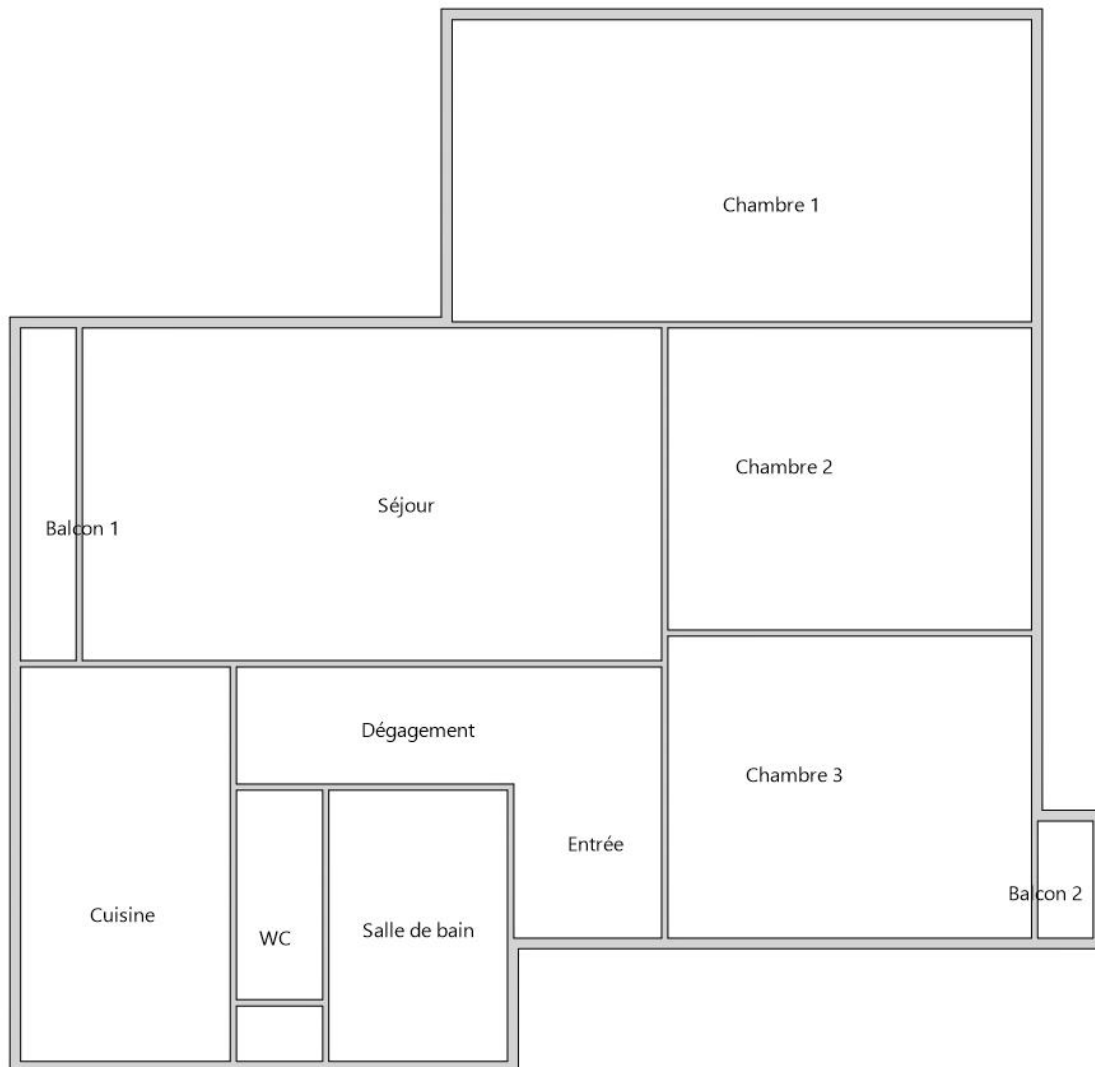 Chambre 1
Chambre 2
Séjour
Balcon 1
Dégagement
Chambre 3
Entrée
Balcon 2
Cuisine
Salle de bain
WC